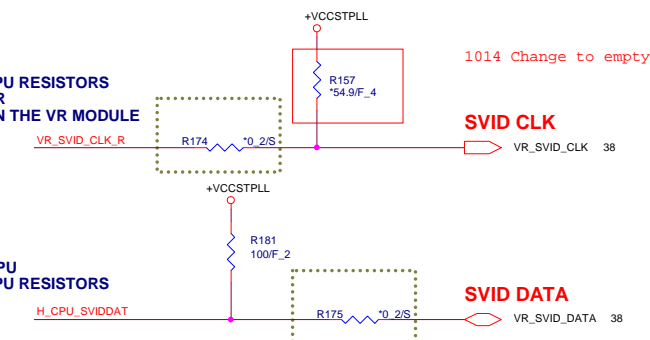 +VCCSTPLL
1014 Change to empty
R157
*54.9/F_4
PU RESISTORS
R
N THE VR MODULE
SVID CLK
VR_SVID_CLK_R
R174
*0_2/S
VR_SVID_CLK 38
+VCCSTPLL
R181
100/F_2
PU
PU RESISTORS
SVID DATA
H_CPU_SVIDDAT
R175
*0_2/S
VR_SVID_DATA 38